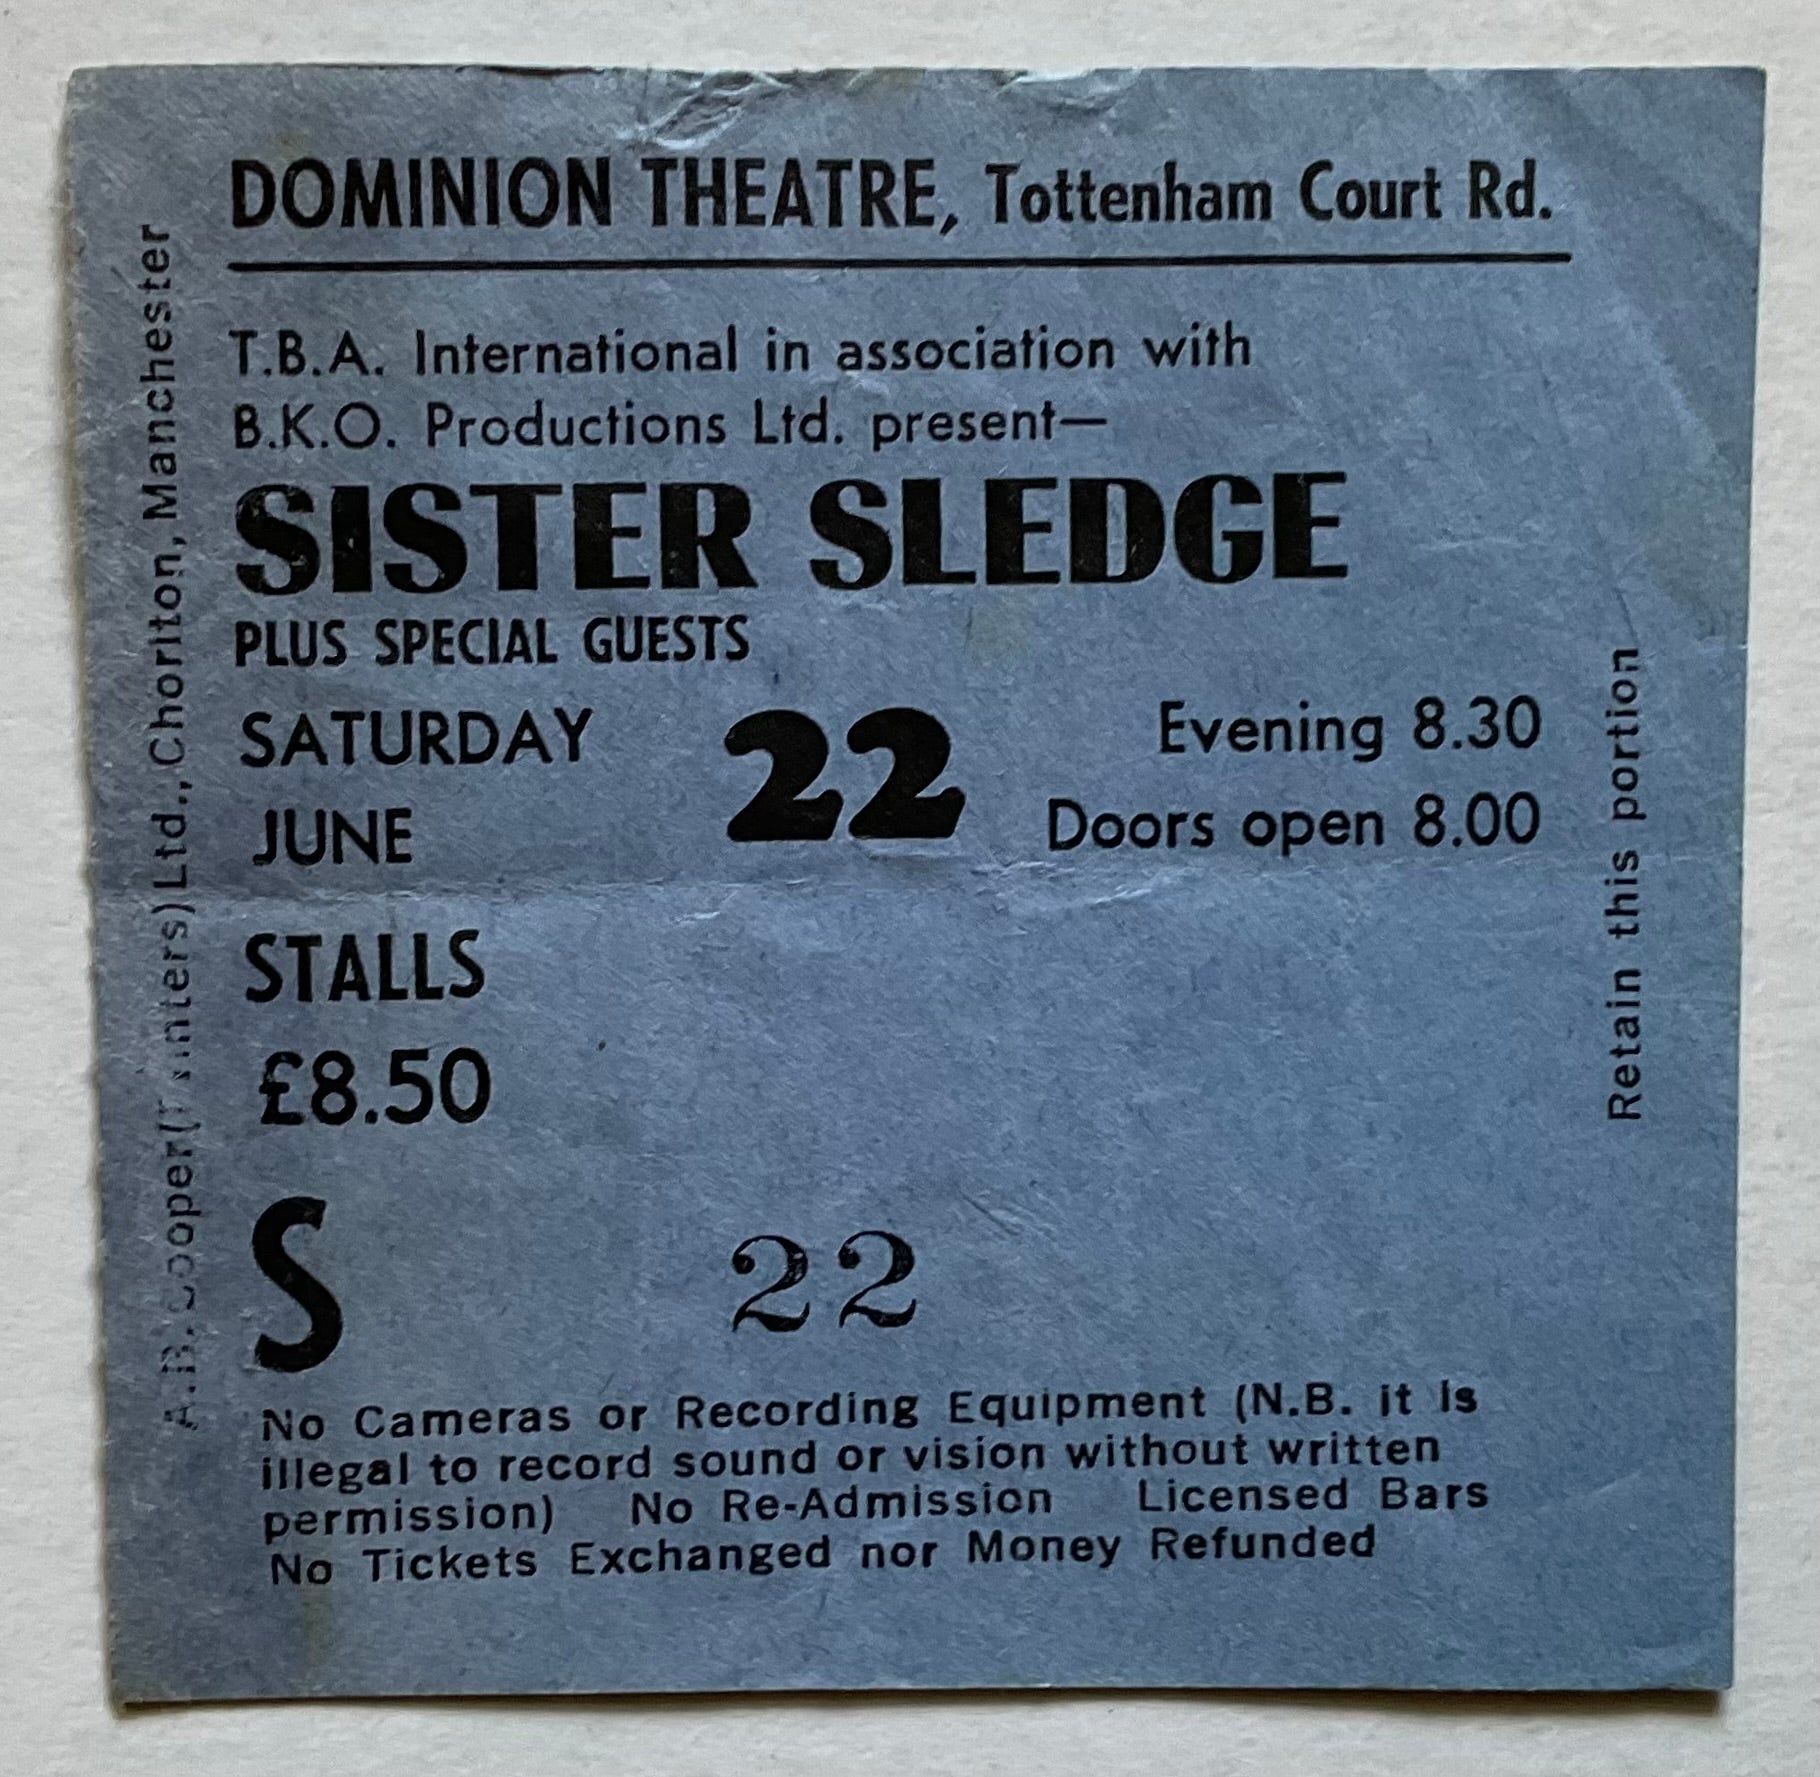 DOMINION THEATRE, Tottenham Court Rd.
T.B.A. International in association with
B.K.O. Productions Ltd. present—
SISTER SLEDGE
PLUS SPECIAL GUESTS
SATURDAY 22 Evening 8.30
JUNE Doors open 8.00
STALLS
£8.50
S 22
No Cameras or Recording Equipment (N.B. it is
illegal to record sound or vision without written
permission) No Re-Admission Licensed Bars
No Tickets Exchanged nor Money Refunded
A.B. Cooper (Printers) Ltd., Chorlton, Manchester
Retain this portion